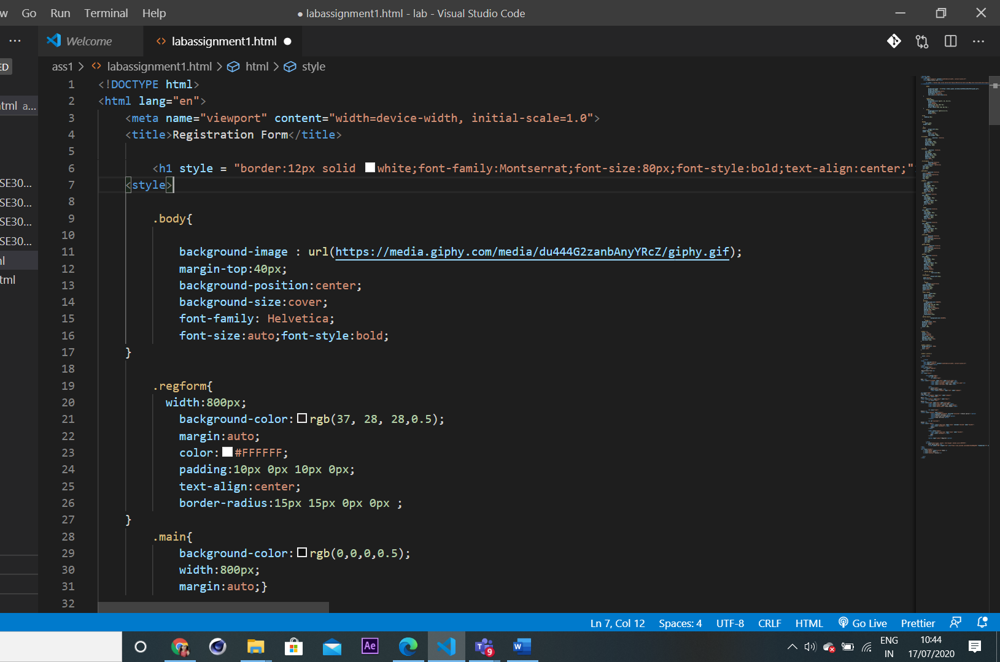 w Go Run Terminal Help ● labassignment1.html - lab - Visual Studio Code
Welcome labassignment1.html
ED
ass1 > labassignment1.html > html > style
html a...
SE30...
SE30...
SE30...
SE30...
tml
1 <!DOCTYPE html>
2 <html lang="en">
3 <meta name="viewport" content="width=device-width, initial-scale=1.0">
4 <title>Registration Form</title>
5
6 <h1 style = "border:12px solid white;font-family:Montserrat;font-size:80px;font-style:bold;text-align:center;"
7 <style>
8
9 .body{
10
11 background-image : url(https://media.giphy.com/media/du444G2zanbAnyYRcZ/giphy.gif);
12 margin-top:40px;
13 background-position:center;
14 background-size:cover;
15 font-family: Helvetica;
16 font-size:auto;font-style:bold;
17 }
18
19 .regform{
20 width:800px;
21 background-color:rgb(37, 28, 28,0.5);
22 margin:auto;
23 color:#FFFFFF;
24 padding:10px 0px 10px 0px;
25 text-align:center;
26 border-radius:15px 15px 0px 0px ;
27 }
28 .main{
29 background-color:rgb(0,0,0,0.5);
30 width:800px;
31 margin:auto;}
32
Ln 7, Col 12 Spaces: 4 UTF-8 CRLF HTML Go Live Prettier
Ae
T 9
W
ENG
IN
10:44
17/07/2020